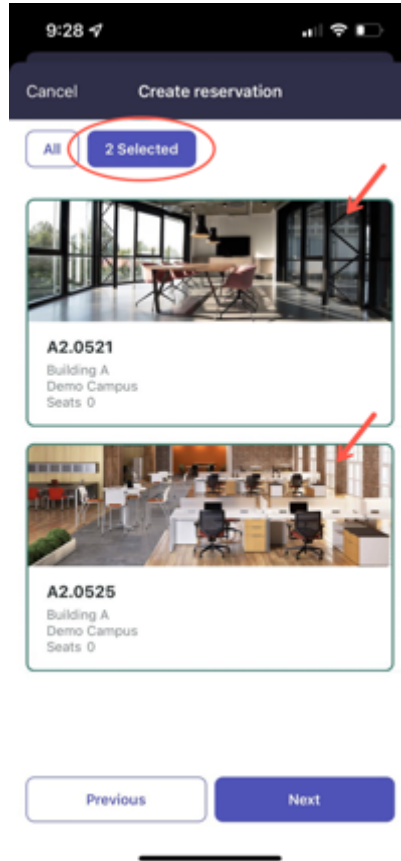 9:28
Cancel
Create reservation
All
2 Selected
A2.0521
Building A
Demo Campus
Seats 0
A2.0525
Building A
Demo Campus
Seats 0
Previous
Next